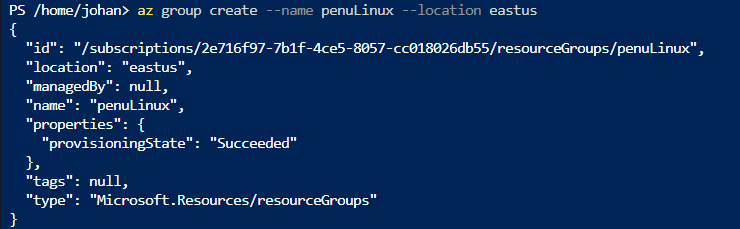 PS /home/johan> az group create --name penuLinux --location eastus
{
  "id": "/subscriptions/2e716f97-7b1f-4ce5-8057-cc018026db55/resourceGroups/penuLinux",
  "location": "eastus",
  "managedBy": null,
  "name": "penuLinux",
  "properties": {
    "provisioningState": "Succeeded"
  },
  "tags": null,
  "type": "Microsoft.Resources/resourceGroups"
}